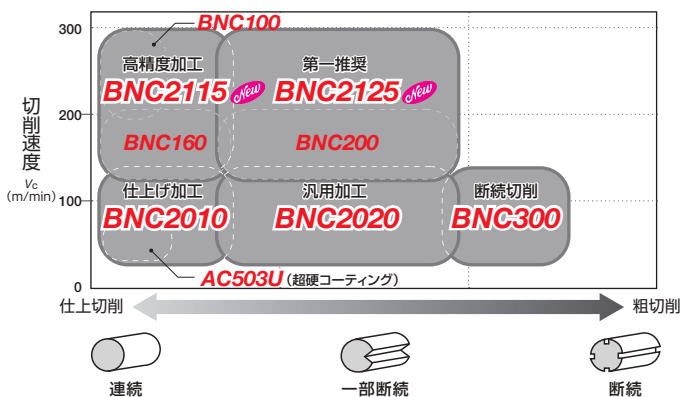 300
BNC100
高精度加工
第一推奨
BNC2115 New
BNC2125 New
切削速度
Vc
(m/min)
200
BNC160
BNC200
仕上げ加工
汎用加工
断続切削
100
BNC2010
BNC2020
BNC300
AC503U(超硬コーティング)
0
仕上切削
粗切削
連続
一部断続
断続